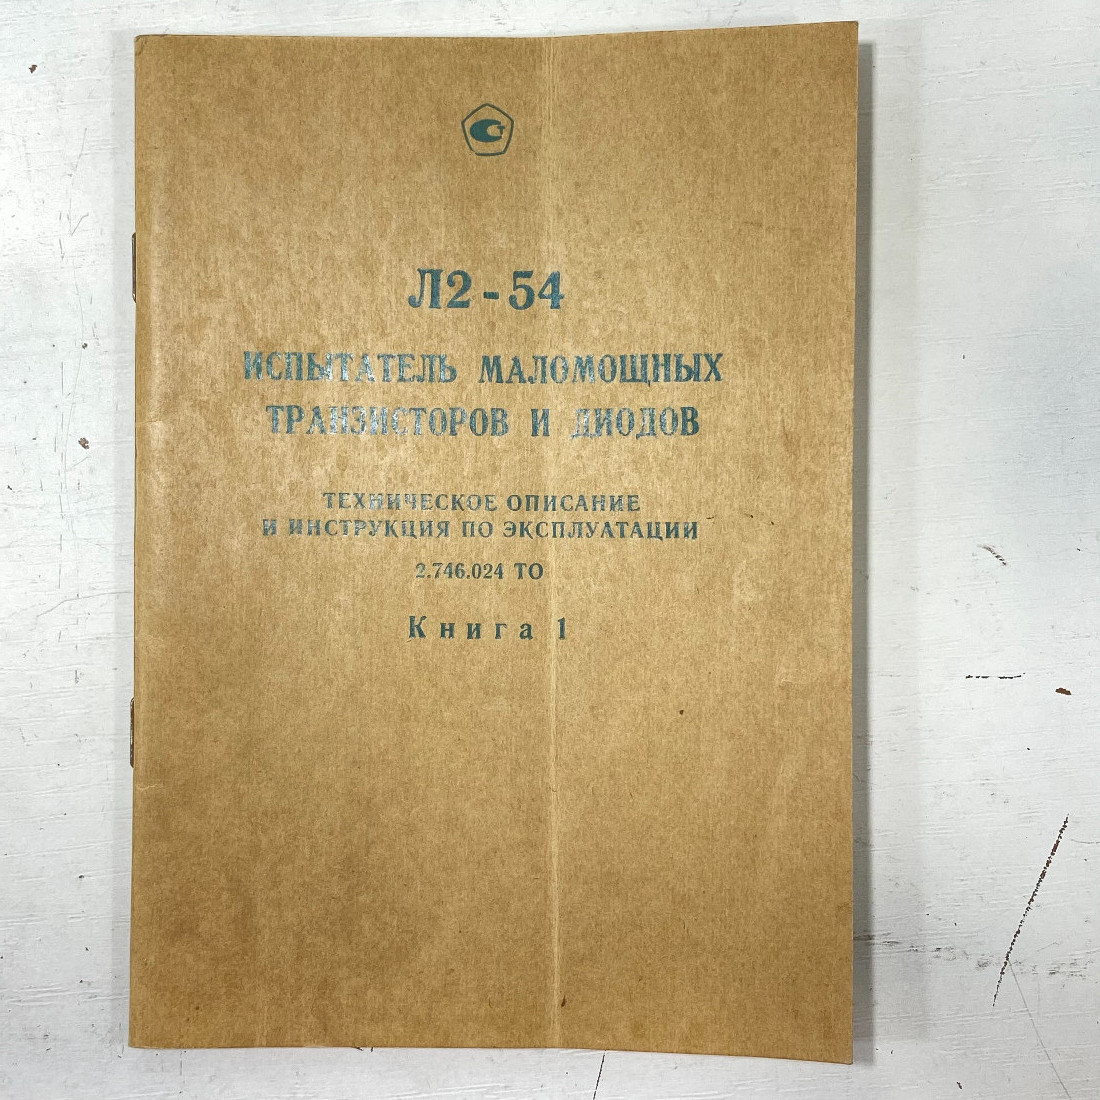 Л2-54
ИСПЫТАТЕЛЬ МАЛОМОЩНЫХ
ТРАНЗИСТОРОВ И ДИОДОВ
ТЕХНИЧЕСКОЕ ОПИСАНИЕ
И ИНСТРУКЦИЯ ПО ЭКСПЛУАТАЦИИ
2.746.024 ТО
Книга 1